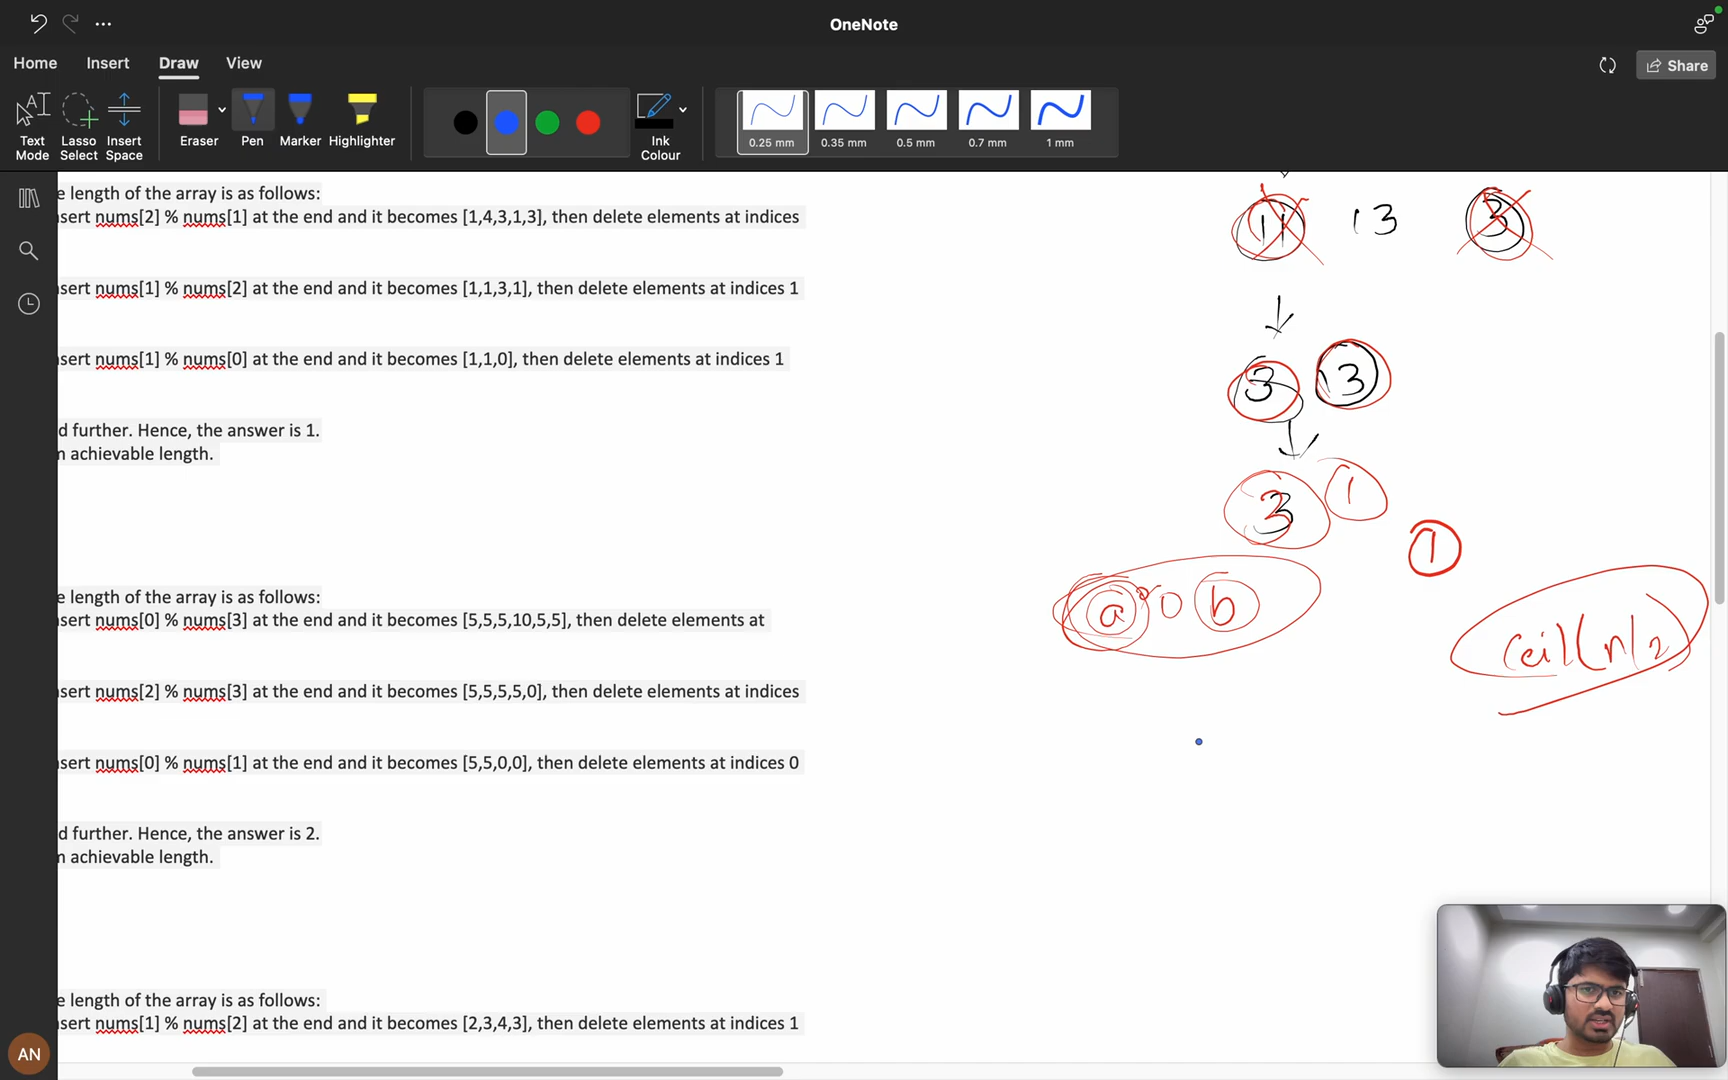 OneNote
Home Insert Draw View
Share
Text Mode
Lasso Select
Insert Space
Eraser
Pen
Marker
Highlighter
Ink Colour
0.25 mm
0.35 mm
0.5 mm
0.7 mm
1 mm
e length of the array is as follows:
sert nums[2] % nums[1] at the end and it becomes [1,4,3,1,3], then delete elements at indices
sert nums[1] % nums[2] at the end and it becomes [1,1,3,1], then delete elements at indices 1
sert nums[1] % nums[0] at the end and it becomes [1,1,0], then delete elements at indices 1
d further. Hence, the answer is 1.
m achievable length.
e length of the array is as follows:
sert nums[0] % nums[3] at the end and it becomes [5,5,5,10,5,5], then delete elements at
sert nums[2] % nums[3] at the end and it becomes [5,5,5,5,0], then delete elements at indices
sert nums[0] % nums[1] at the end and it becomes [5,5,0,0], then delete elements at indices 0
d further. Hence, the answer is 2.
m achievable length.
e length of the array is as follows:
sert nums[1] % nums[2] at the end and it becomes [2,3,4,3], then delete elements at indices 1
11 13 3
3 13
3 1
1
a % b
ceil(n/2
AN